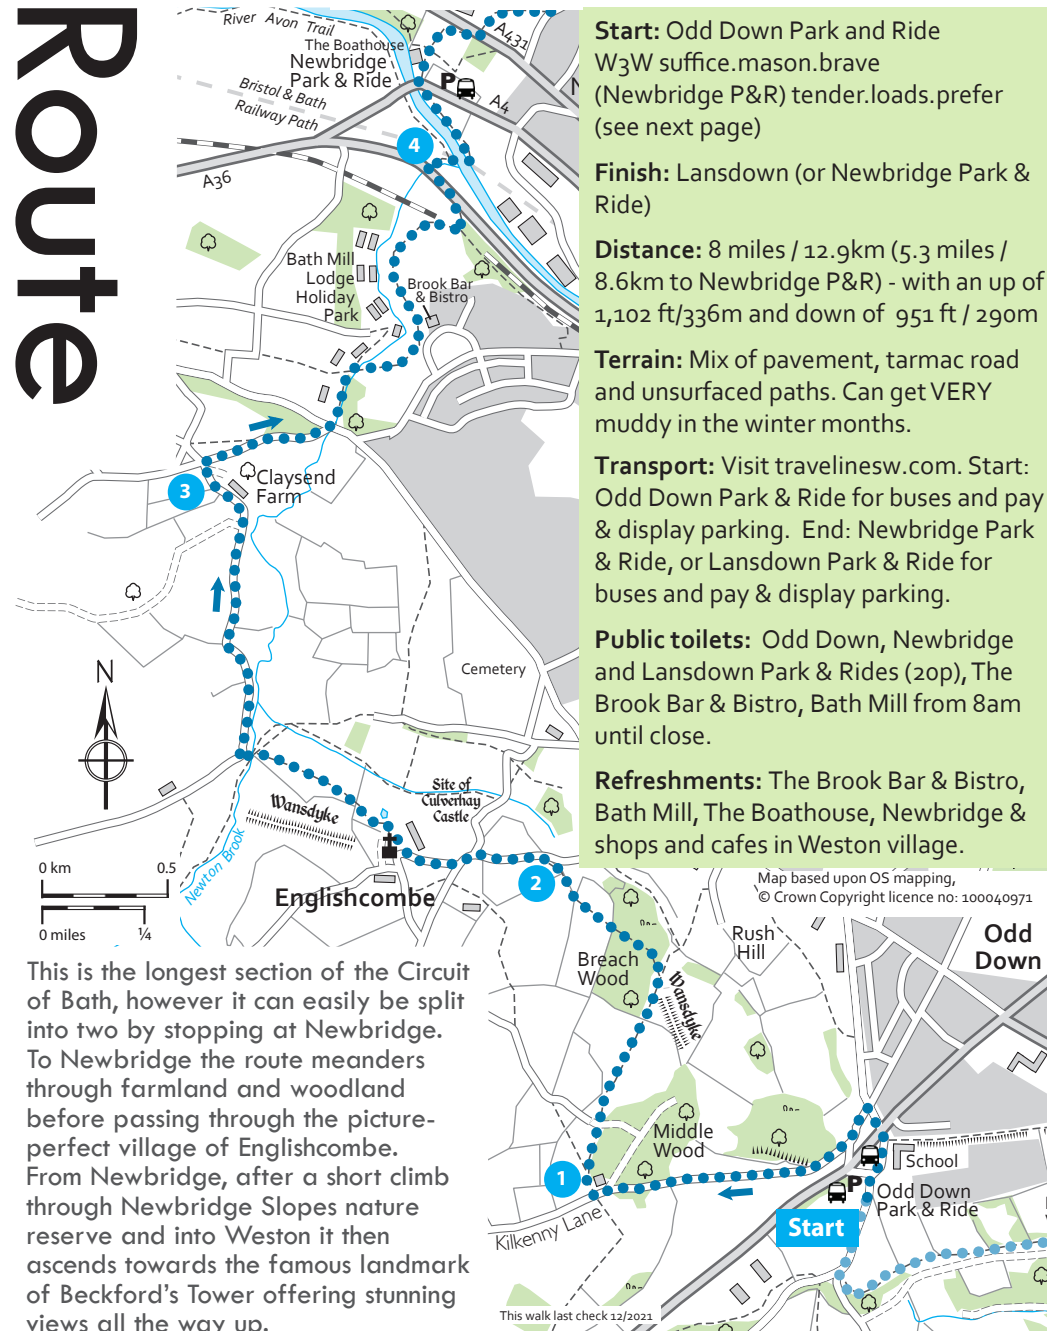 Route
River Avon Trail
The Boathouse
Newbridge
Park & Ride
A431
P
A4
N
Bristol & Bath
Railway Path
4
A36
Bath Mill
Lodge
Holiday
Park
Brook Bar
& Bistro
Claysend
Farm
3
N
Cemetery
Site of
Culverhay
Castle
Wansdyke
Newton Brook
0 km 0.5
0 miles ¼
Englishcombe
2
Start: Odd Down Park and Ride
W3W suffice.mason.brave
(Newbridge P&R) tender.loads.prefer
(see next page)
Finish: Lansdown (or Newbridge Park &
Ride)
Distance: 8 miles / 12.9km (5.3 miles /
8.6km to Newbridge P&R) - with an up of
1,102 ft/336m and down of 951 ft / 290m
Terrain: Mix of pavement, tarmac road
and unsurfaced paths. Can get VERY
muddy in the winter months.
Transport: Visit travelinesw.com. Start:
Odd Down Park & Ride for buses and pay
& display parking. End: Newbridge Park
& Ride, or Lansdown Park & Ride for
buses and pay & display parking.
Public toilets: Odd Down, Newbridge
and Lansdown Park & Rides (20p), The
Brook Bar & Bistro, Bath Mill from 8am
until close.
Refreshments: The Brook Bar & Bistro,
Bath Mill, The Boathouse, Newbridge &
shops and cafes in Weston village.
Map based upon OS mapping,
© Crown Copyright licence no: 100040971
Breach
Wood
Rush
Hill
Odd
Down
Wansdyke
Middle
Wood
1
Kilkenny Lane
School
P
Odd Down
Park & Ride
Start
This walk last check 12/2021
This is the longest section of the Circuit
of Bath, however it can easily be split
into two by stopping at Newbridge.
To Newbridge the route meanders
through farmland and woodland
before passing through the picture-
perfect village of Englishcombe.
From Newbridge, after a short climb
through Newbridge Slopes nature
reserve and into Weston it then
ascends towards the famous landmark
of Beckford's Tower offering stunning
views all the way up.